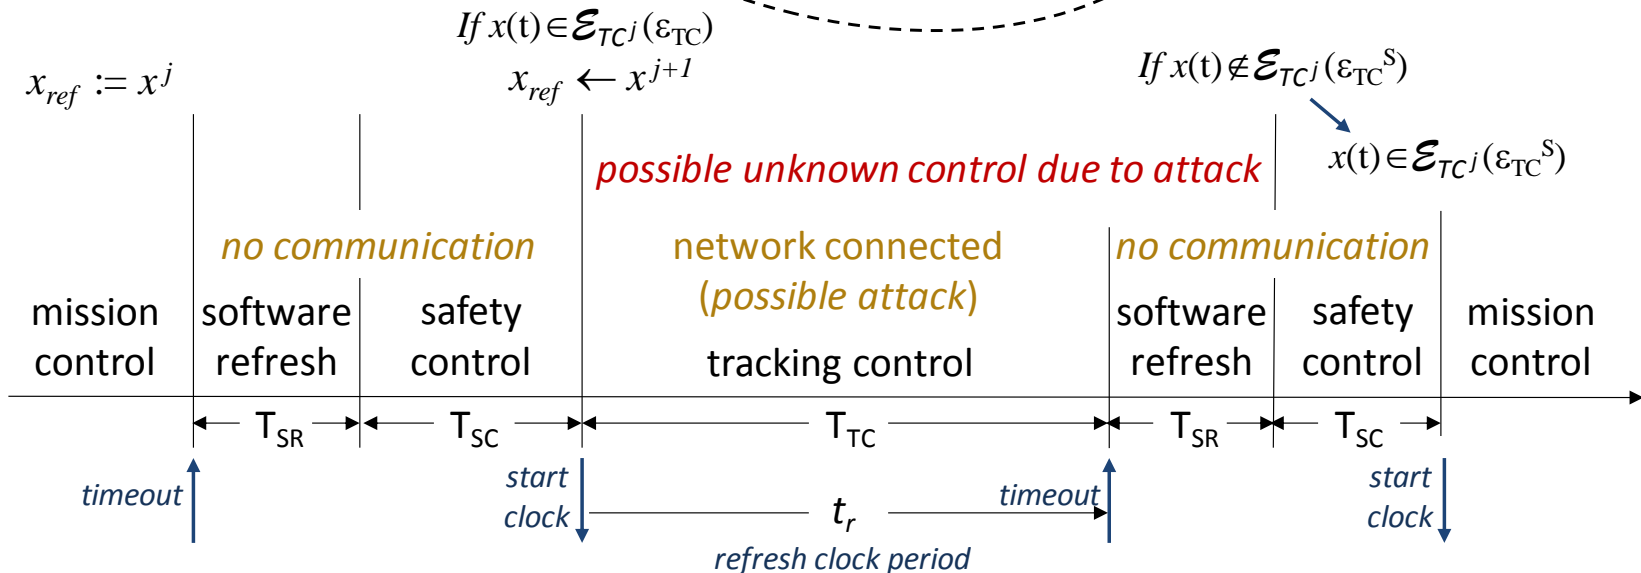 If x(t)∈ℰ_TC^j(ε_TC)
x_ref := x^j
x_ref ← x^{j+1}
If x(t)∉ℰ_TC^j(ε_TC^S)
x(t)∈ℰ_TC^j(ε_TC^S)
possible unknown control due to attack
no communication
network connected
(possible attack)
no communication
mission
control
software
refresh
safety
control
tracking control
software
refresh
safety
control
mission
control
T_SR
T_SC
T_TC
T_SR
T_SC
timeout
start
clock
t_r
refresh clock period
timeout
start
clock